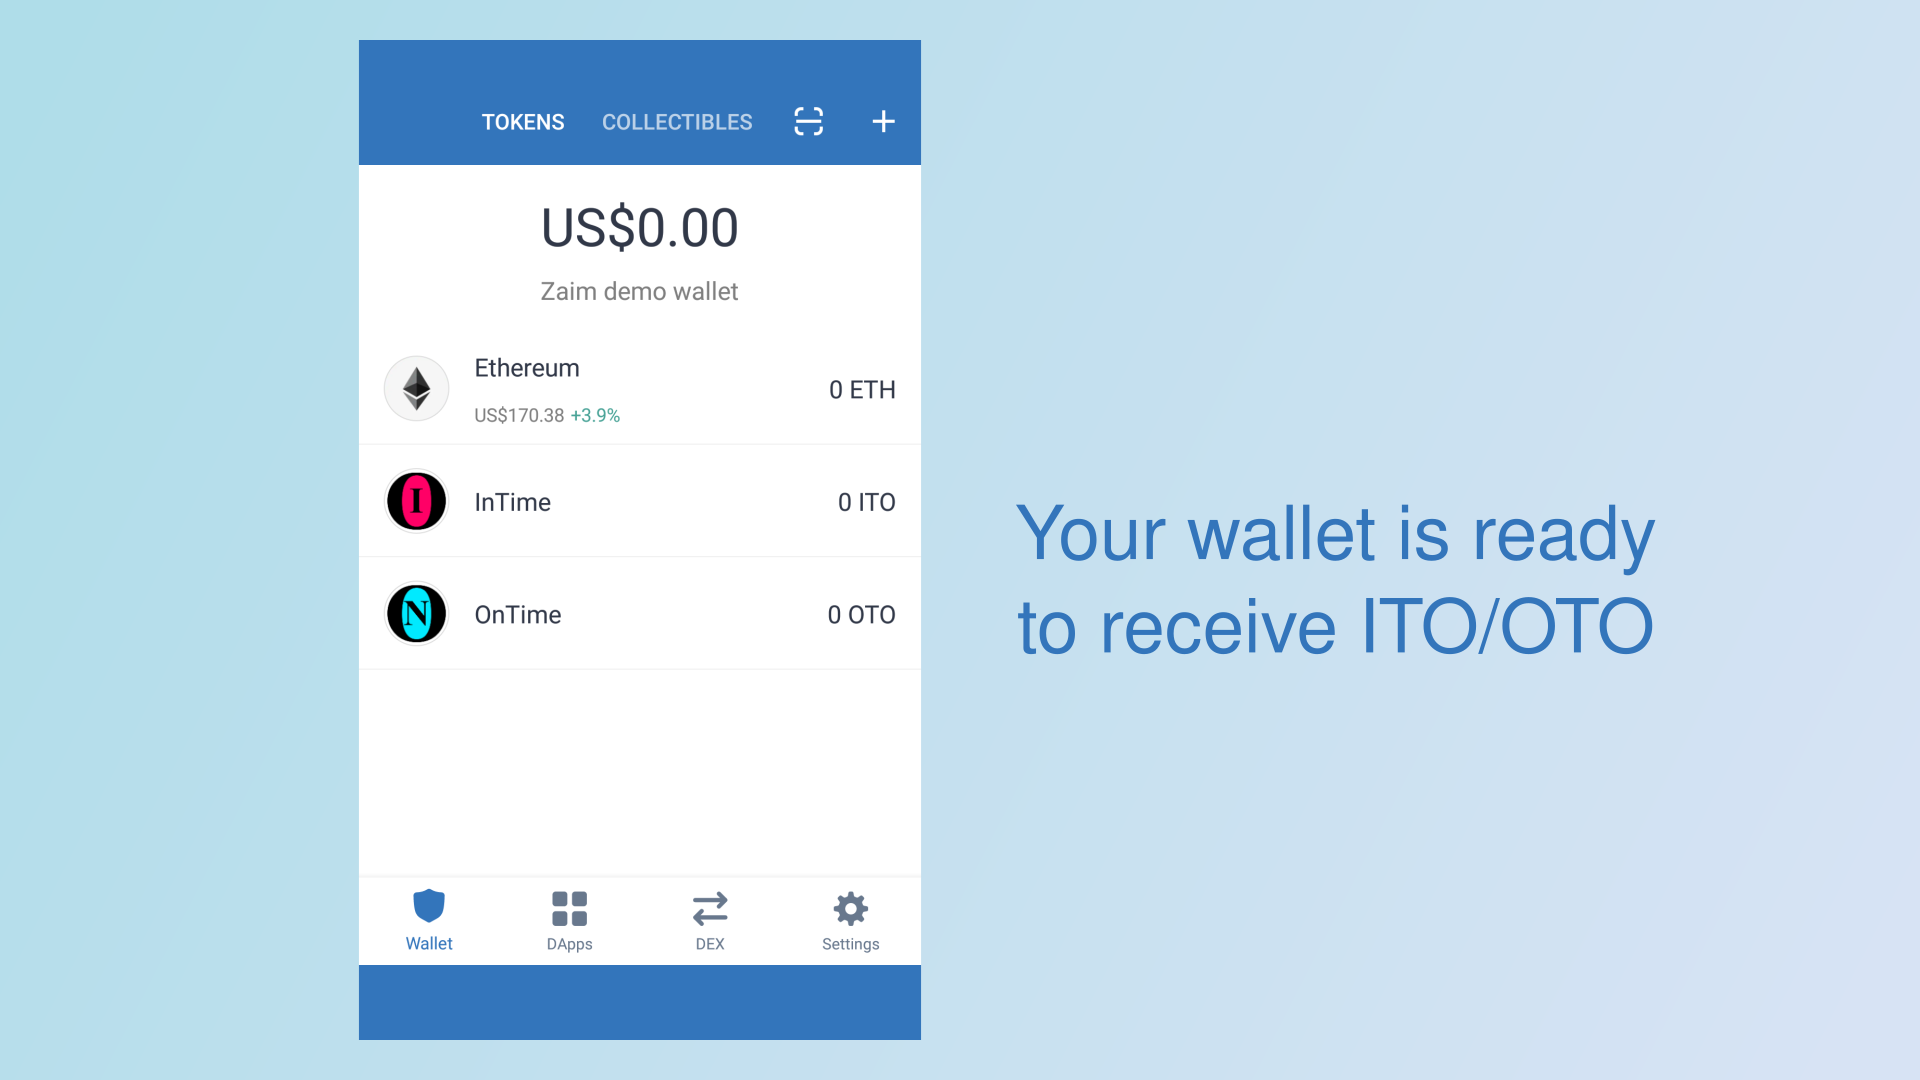 TOKENS COLLECTIBLES
US$0.00
Zaim demo wallet
Ethereum
US$170.38 +3.9%
0 ETH
I
InTime
0 ITO
N
OnTime
0 OTO
Your wallet is ready
to receive ITO/OTO
Wallet
DApps
DEX
Settings